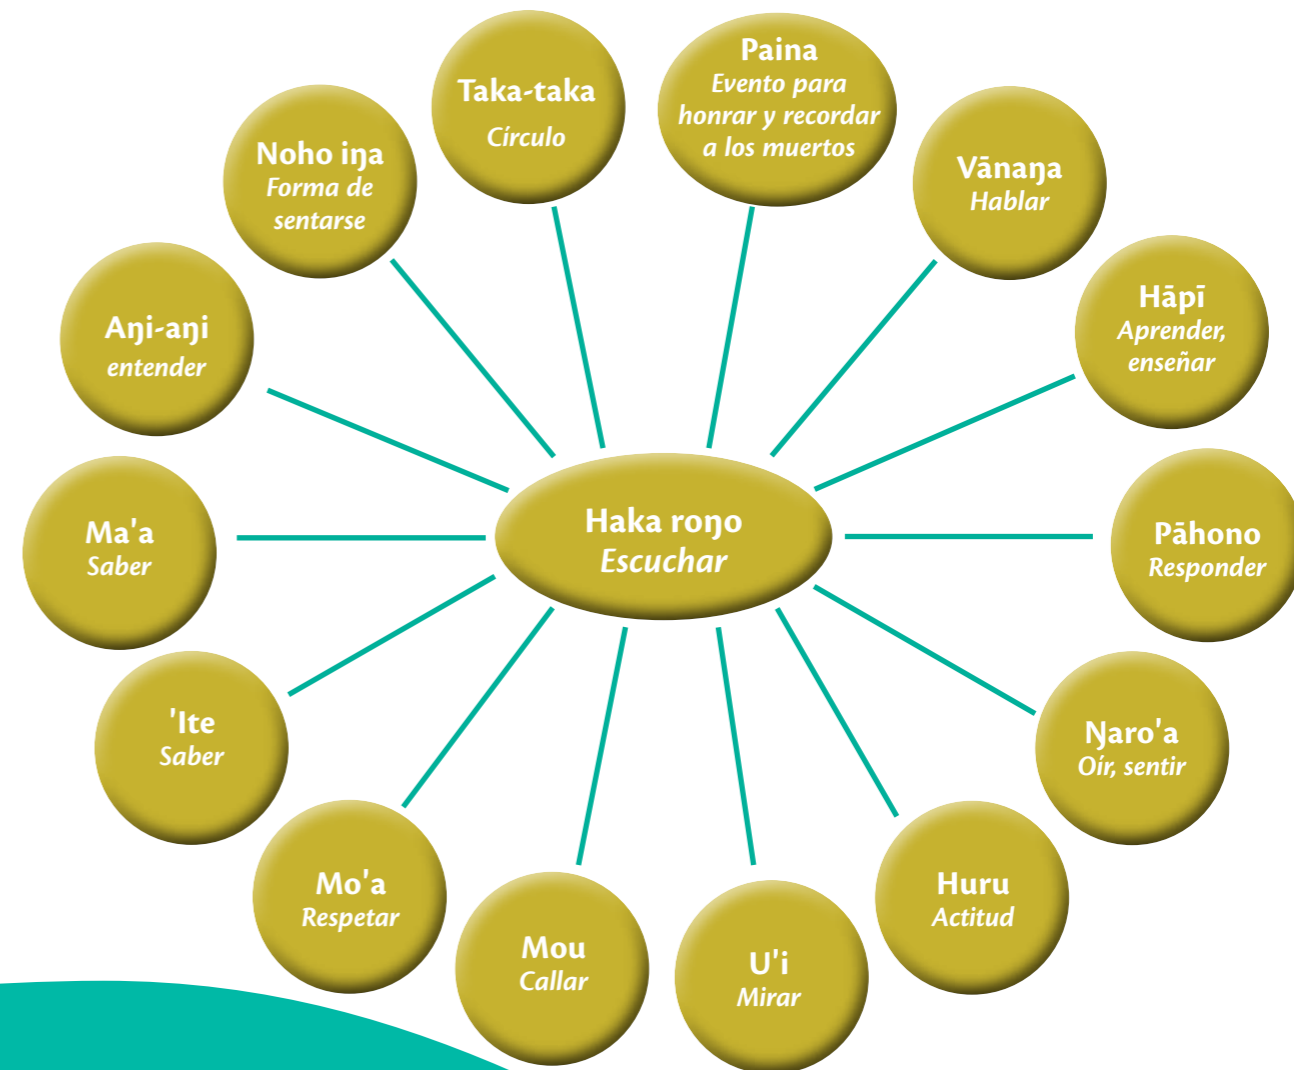 Taka-taka
Círculo
Paina
Evento para
honrar y recordar
a los muertos
Noho iŋa
Forma de
sentarse
Vānaŋa
Hablar
Aŋi-aŋi
entender
Hāpī
Aprender,
enseñar
Ma'a
Saber
Haka roŋo
Escuchar
Pāhono
Responder
'Ite
Saber
Ŋaro'a
Oír, sentir
Mo'a
Respetar
Mou
Callar
U'i
Mirar
Huru
Actitud